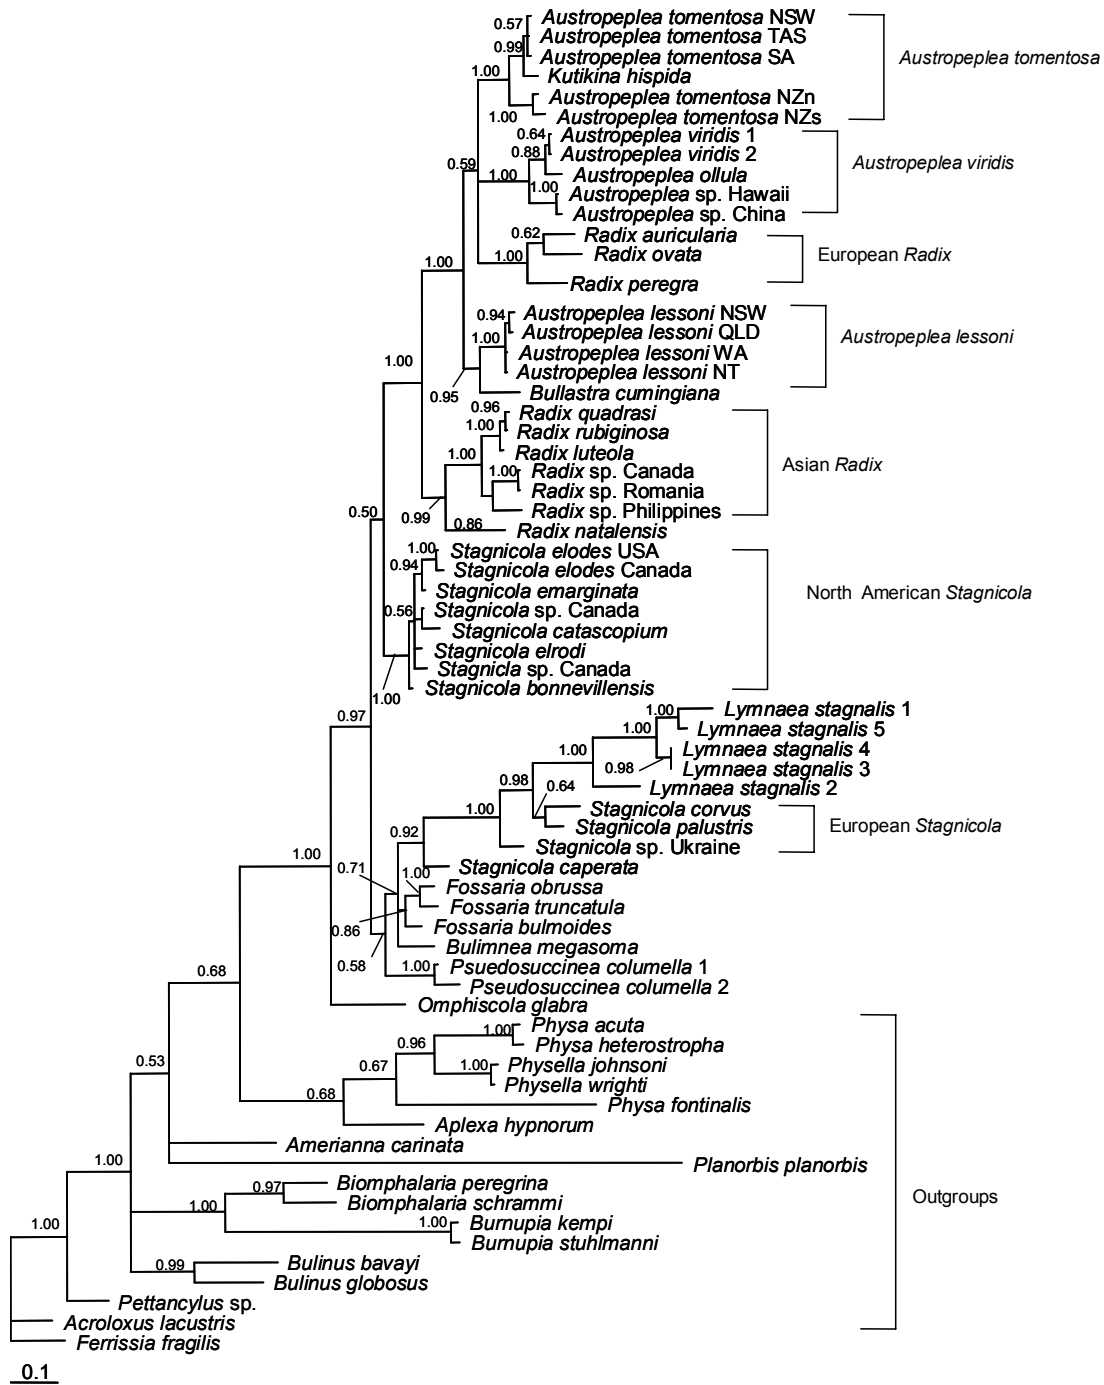 0.57
Austropeplea tomentosa NSW
Austropeplea tomentosa TAS
0.99
Austropeplea tomentosa SA
Austropeplea tomentosa
1.00
Kutikina hispida
Austropeplea tomentosa NZn
1.00
Austropeplea tomentosa NZs
0.64
Austropeplea viridis 1
0.88
Austropeplea viridis 2
0.59
Austropeplea viridis
1.00
Austropeplea ollula
1.00
Austropeplea sp. Hawaii
Austropeplea sp. China
0.62
Radix auricularia
1.00
Radix ovata
European Radix
1.00
Radix peregra
0.94
Austropeplea lessoni NSW
1.00
Austropeplea lessoni QLD
Austropeplea lessoni
1.00
Austropeplea lessoni WA
Austropeplea lessoni NT
0.95
Bullastra cumingiana
0.96
Radix quadrasi
1.00
Radix rubiginosa
1.00
Radix luteola
Asian Radix
1.00
Radix sp. Canada
Radix sp. Romania
0.50
0.99
Radix sp. Philippines
0.86
Radix natalensis
1.00
Stagnicola elodes USA
0.94
Stagnicola elodes Canada
Stagnicola emarginata
North American Stagnicola
0.56
Stagnicola sp. Canada
Stagnicola catascopium
Stagnicola elrodi
Stagnicla sp. Canada
1.00
Stagnicola bonnevillensis
0.97
1.00
Lymnaea stagnalis 1
1.00
Lymnaea stagnalis 5
1.00
Lymnaea stagnalis 4
0.98
Lymnaea stagnalis 3
0.98
0.64
Lymnaea stagnalis 2
1.00
Stagnicola corvus
0.92
Stagnicola palustris
European Stagnicola
Stagnicola sp. Ukraine
1.00
0.71
1.00
Stagnicola caperata
Fossaria obrussa
Fossaria truncatula
0.86
Fossaria bulmoides
Bulimnea megasoma
0.58
1.00
Psuedosuccinea columella 1
0.68
Pseudosuccinea columella 2
Omphiscola glabra
1.00
Physa acuta
0.96
Physa heterostropha
0.53
0.67
1.00
Physella johnsoni
Physella wrighti
0.68
Physa fontinalis
Aplexa hypnorum
Amerianna carinata
1.00
Planorbis planorbis
0.97
Biomphalaria peregrina
Outgroups
1.00
Biomphalaria schrammi
1.00
1.00
Burnupia kempi
Burnupia stuhlmanni
0.99
Bulinus bavayi
Bulinus globosus
Pettancylus sp.
Acroloxus lacustris
Ferrissia fragilis
0.1